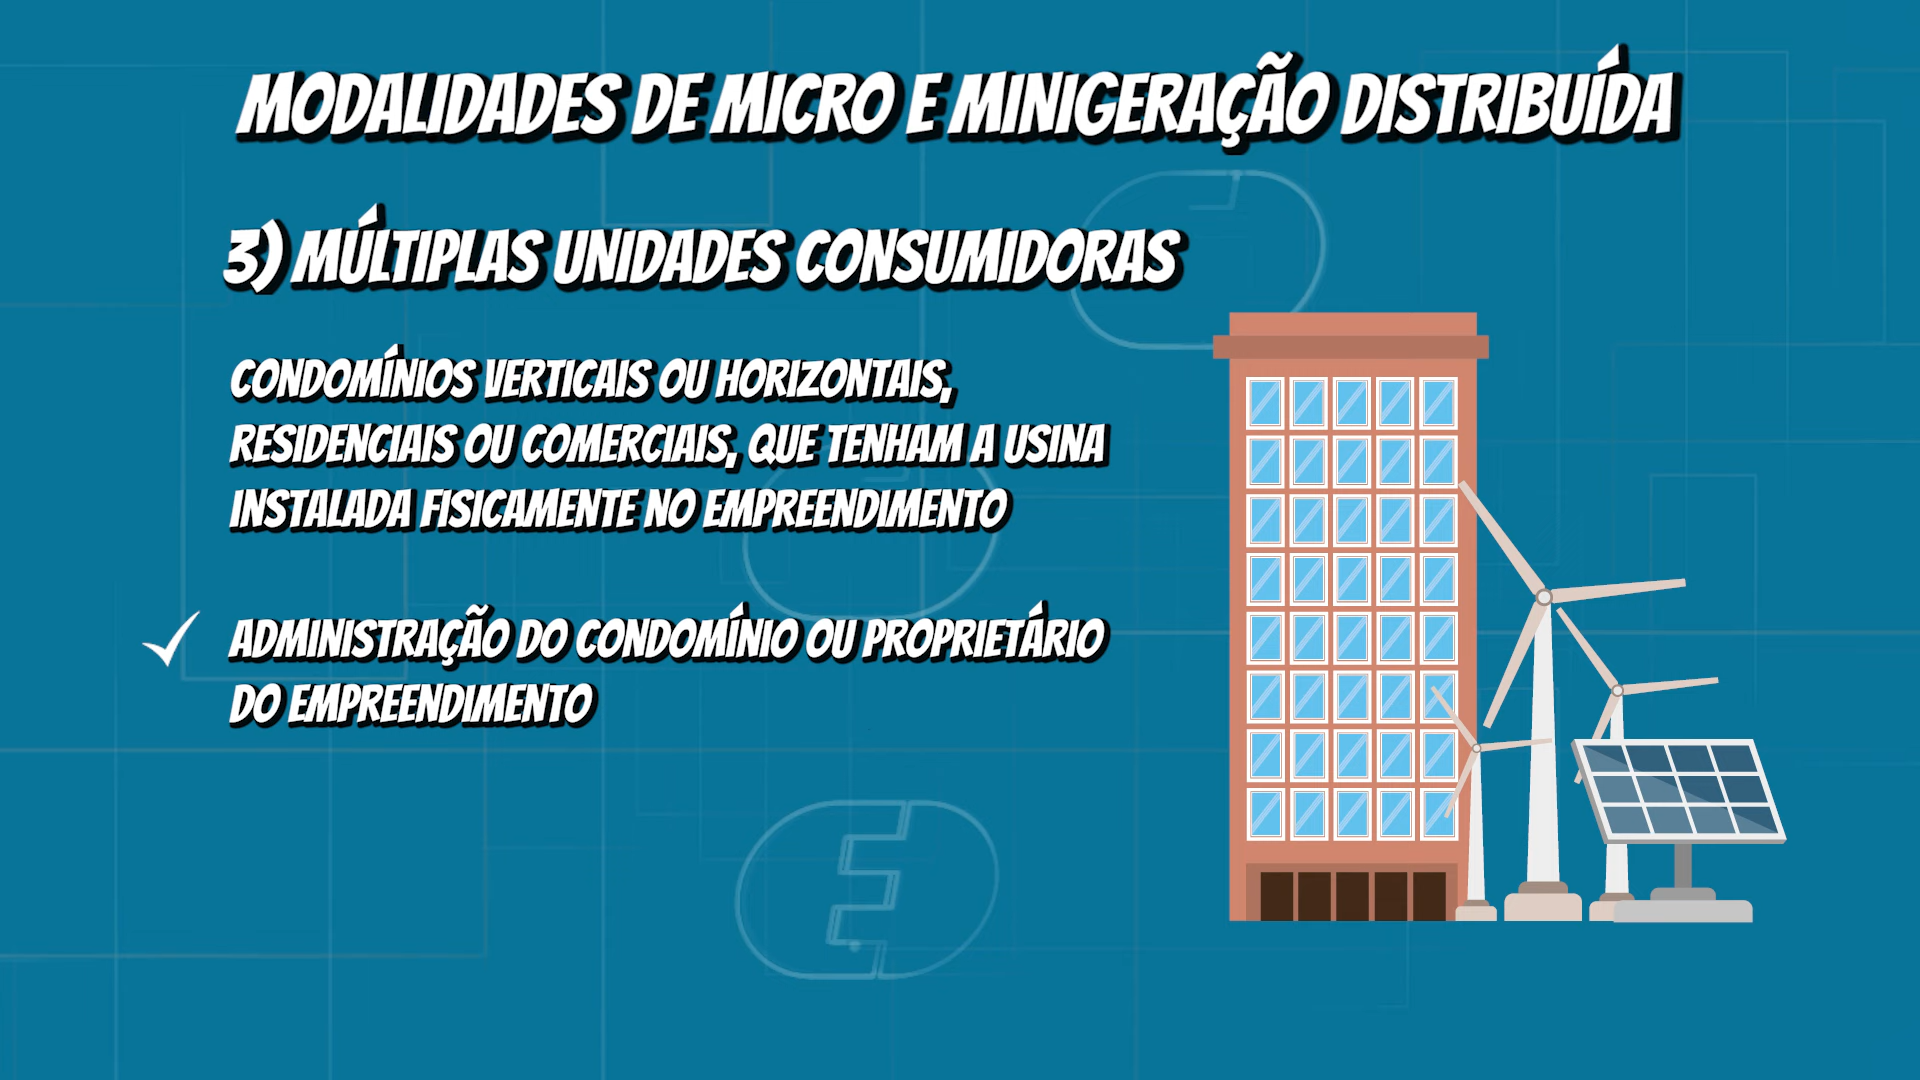 MODALIDADES DE MICRO E MINIGERAÇÃO DISTRIBUÍDA
3) MÚLTIPLAS UNIDADES CONSUMIDORAS
CONDOMÍNIOS VERTICAIS OU HORIZONTAIS,
RESIDENCIAIS OU COMERCIAIS, QUE TENHAM A USINA
INSTALADA FISICAMENTE NO EMPREENDIMENTO
ADMINISTRAÇÃO DO CONDOMÍNIO OU PROPRIETÁRIO
DO EMPREENDIMENTO